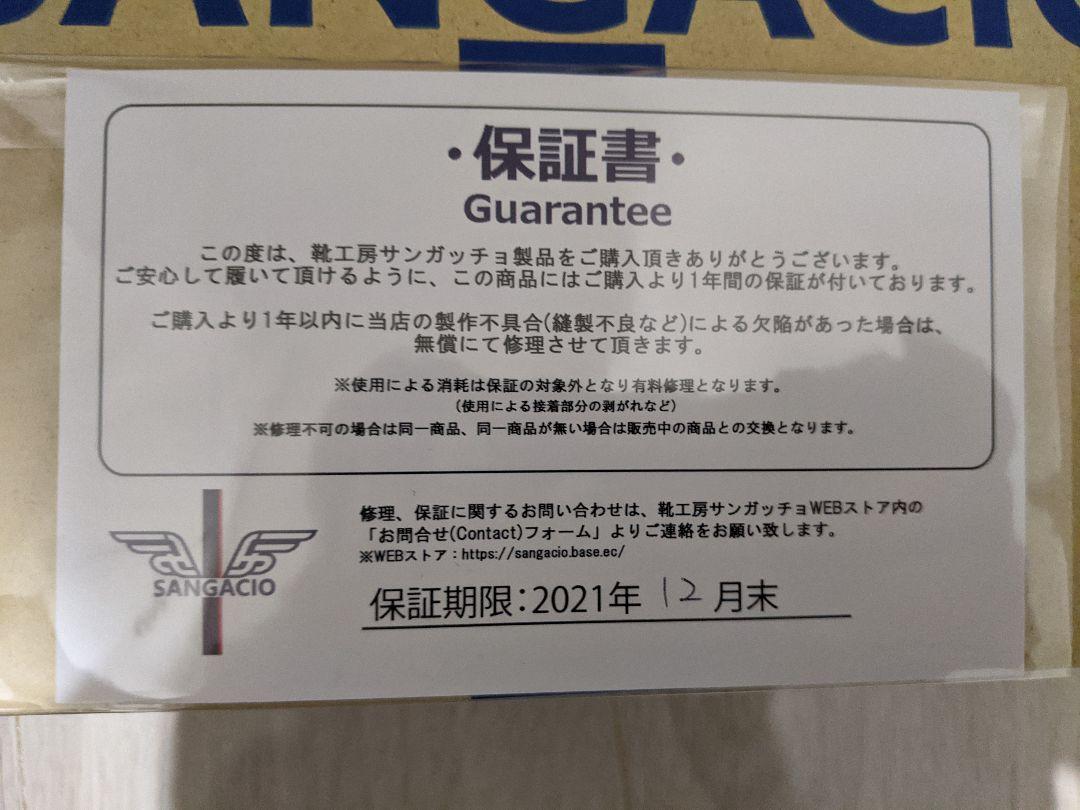 SANGACIO
・保証書・
Guarantee
この度は、靴工房サンガッチョ製品をご購入頂きありがとうございます。
ご安心して履いて頂けるように、この商品にはご購入より1年間の保証が付いております。
ご購入より1年以内に当店の製作不具合(縫製不良など)による欠陥があった場合は、
無償にて修理させて頂きます。
※使用による消耗は保証の対象外となり有料修理となります。
(使用による接着部分の剥がれなど)
※修理不可の場合は同一商品、同一商品が無い場合は販売中の商品との交換となります。
修理、保証に関するお問い合わせは、靴工房サンガッチョWEBストア内の
「お問合せ(Contact)フォーム」よりご連絡をお願い致します。
※WEBストア：https://sangacio.base.ec/
SANGACIO
保証期限：2021年 12 月末